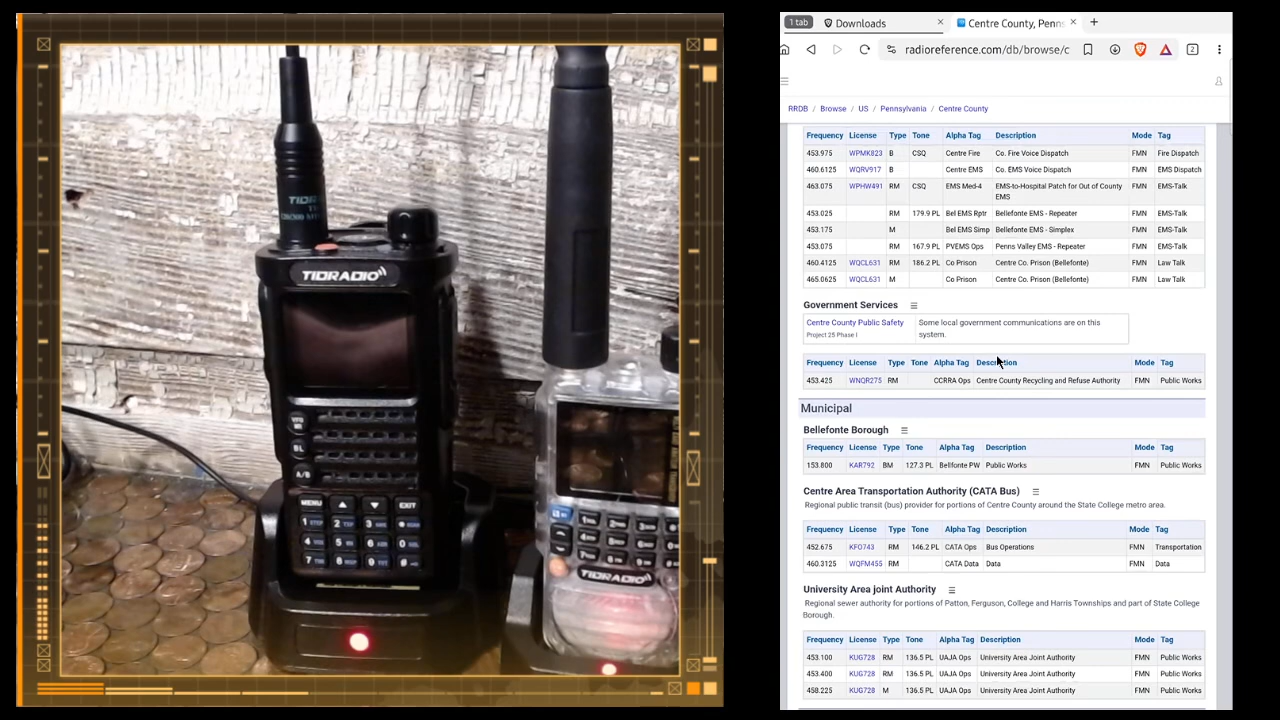 TIDRADIO
MENU EXIT
TIDRADIO
1 tab Downloads Centre County, Penns
radioreference.com/db/browse/c 2
RRDB / Browse / US / Pennsylvania / Centre County
Frequency License Type Tone Alpha Tag Description Mode Tag
453.975 WPMK823 B CSQ Centre Fire Co. Fire Voice Dispatch FMN Fire Dispatch
460.6125 WQRV917 B Centre EMS Co. EMS Voice Dispatch FMN EMS Dispatch
463.075 WPHW491 RM CSQ EMS Med-4 EMS-to-Hospital Patch for Out of County FMN EMS-Talk
EMS
453.025 RM 179.9 PL Bel EMS Rptr Bellefonte EMS - Repeater FMN EMS-Talk
453.175 M Bel EMS Simp Bellefonte EMS - Simplex FMN EMS-Talk
453.075 RM 167.9 PL PVEMS Ops Penns Valley EMS - Repeater FMN EMS-Talk
460.4125 WQCL631 RM 186.2 PL Co Prison Centre Co. Prison (Bellefonte) FMN Law Talk
465.0625 WQCL631 M Co Prison Centre Co. Prison (Bellefonte) FMN Law Talk
Government Services
Centre County Public Safety Some local government communications are on this
Project 25 Phase I system.
Frequency License Type Tone Alpha Tag Description Mode Tag
453.425 WNQR275 RM CCRRA Ops Centre County Recycling and Refuse Authority FMN Public Works
Municipal
Bellefonte Borough
Frequency License Type Tone Alpha Tag Description Mode Tag
153.800 KAR792 BM 127.3 PL Bellfonte PW Public Works FMN Public Works
Centre Area Transportation Authority (CATA Bus)
Regional public transit (bus) provider for portions of Centre County around the State College metro area.
Frequency License Type Tone Alpha Tag Description Mode Tag
452.675 KFO743 RM 146.2 PL CATA Ops Bus Operations FMN Transportation
460.3125 WQFM455 RM CATA Data Data FMN Data
University Area joint Authority
Regional sewer authority for portions of Patton, Ferguson, College and Harris Townships and part of State College
Borough.
Frequency License Type Tone Alpha Tag Description Mode Tag
453.100 KUG728 RM 136.5 PL UAJA Ops University Area Joint Authority FMN Public Works
453.400 KUG728 RM 136.5 PL UAJA Ops University Area Joint Authority FMN Public Works
458.225 KUG728 M 136.5 PL UAJA Ops University Area Joint Authority FMN Public Works